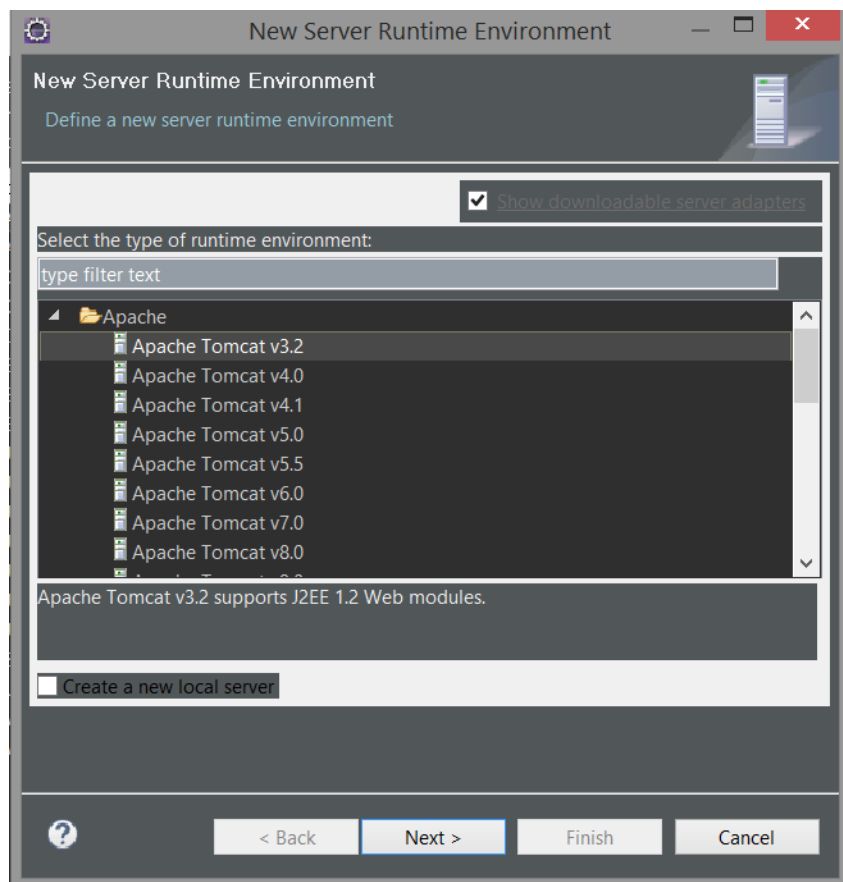 New Server Runtime Environment
New Server Runtime Environment
Define a new server runtime environment
Show downloadable server adapters
Select the type of runtime environment:
type filter text
Apache
Apache Tomcat v3.2
Apache Tomcat v4.0
Apache Tomcat v4.1
Apache Tomcat v5.0
Apache Tomcat v5.5
Apache Tomcat v6.0
Apache Tomcat v7.0
Apache Tomcat v8.0
Apache Tomcat v3.2 supports J2EE 1.2 Web modules.
Create a new local server
< Back Next > Finish Cancel